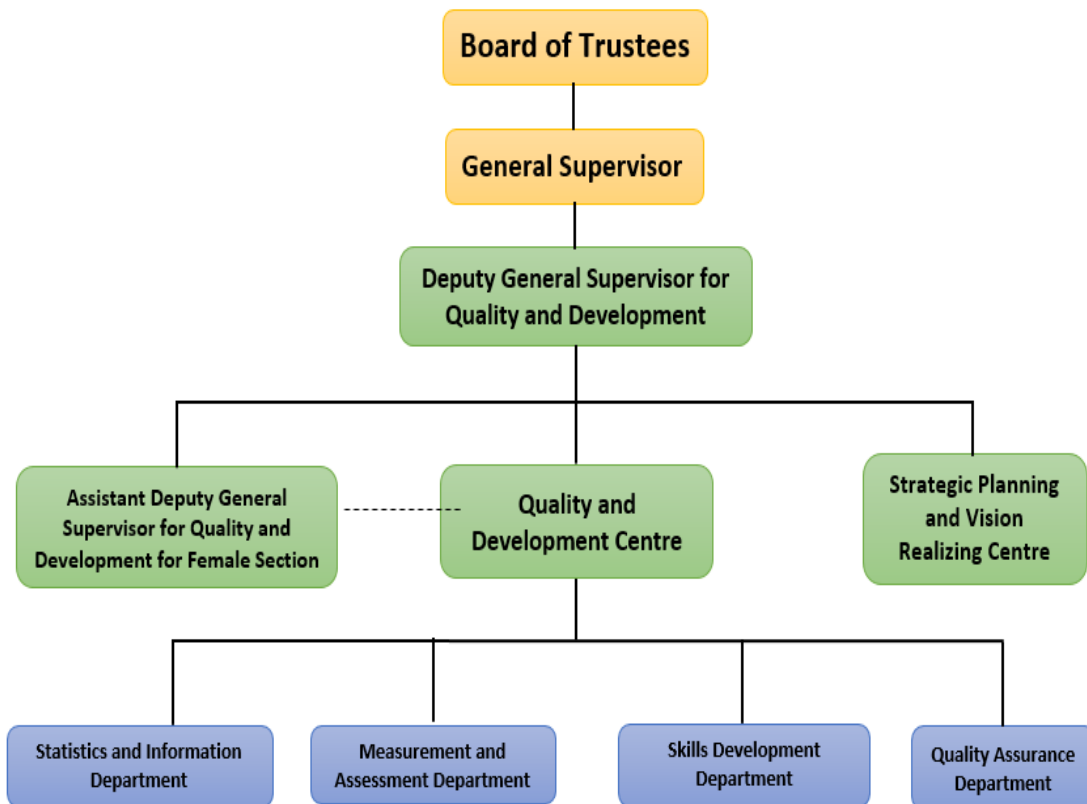 Board of Trustees
General Supervisor
Deputy General Supervisor for
Quality and Development
Assistant Deputy General
Supervisor for Quality and
Development for Female Section
Quality and
Development Centre
Strategic Planning
and Vision
Realizing Centre
Statistics and Information
Department
Measurement and
Assessment Department
Skills Development
Department
Quality Assurance
Department